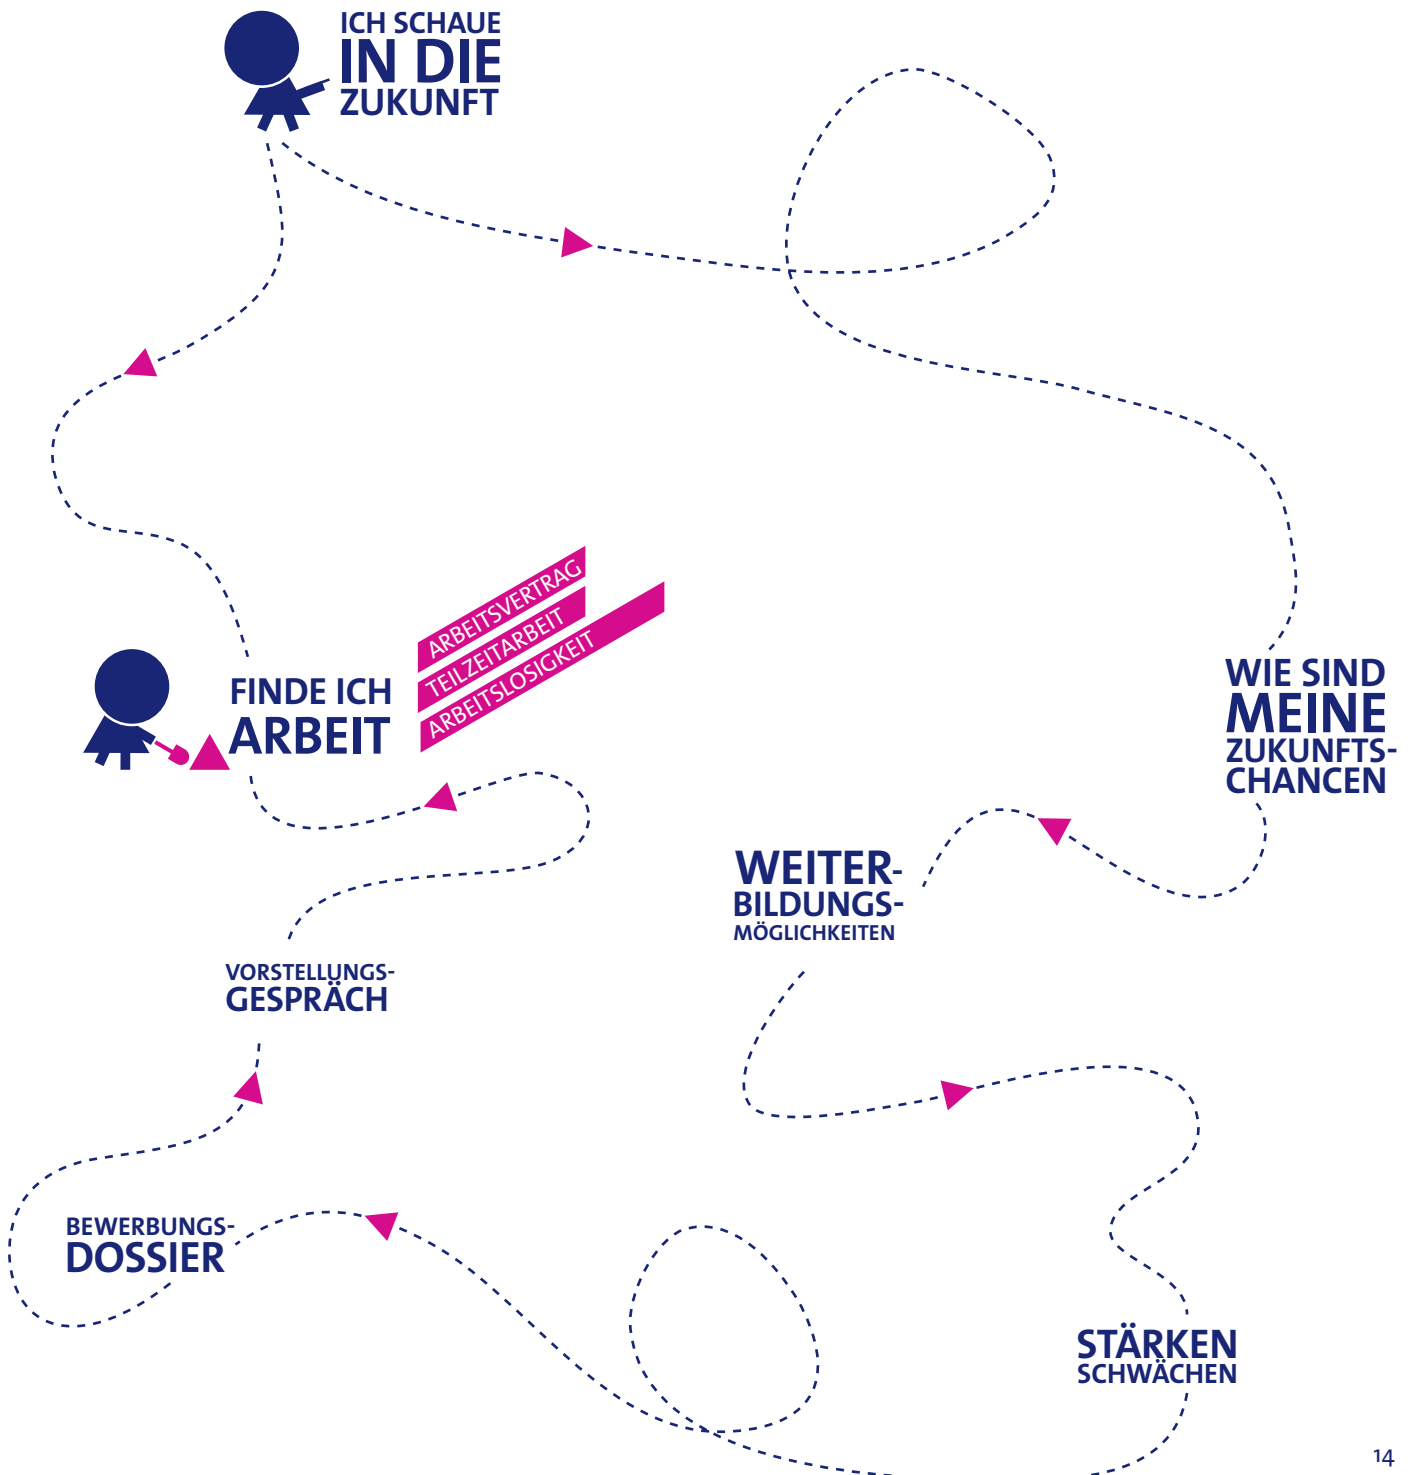 ICH SCHAUE
IN DIE
ZUKUNFT
ARBEITSVERTRAG
TEILZEITARBEIT
ARBEITSLOSIGKEIT
FINDE ICH
ARBEIT
WIE SIND
MEINE
ZUKUNFTS-
CHANCEN
WEITER-
BILDUNGS-
MÖGLICHKEITEN
VORSTELLUNGS-
GESPRÄCH
BEWERBUNGS-
DOSSIER
STÄRKEN
SCHWÄCHEN
14